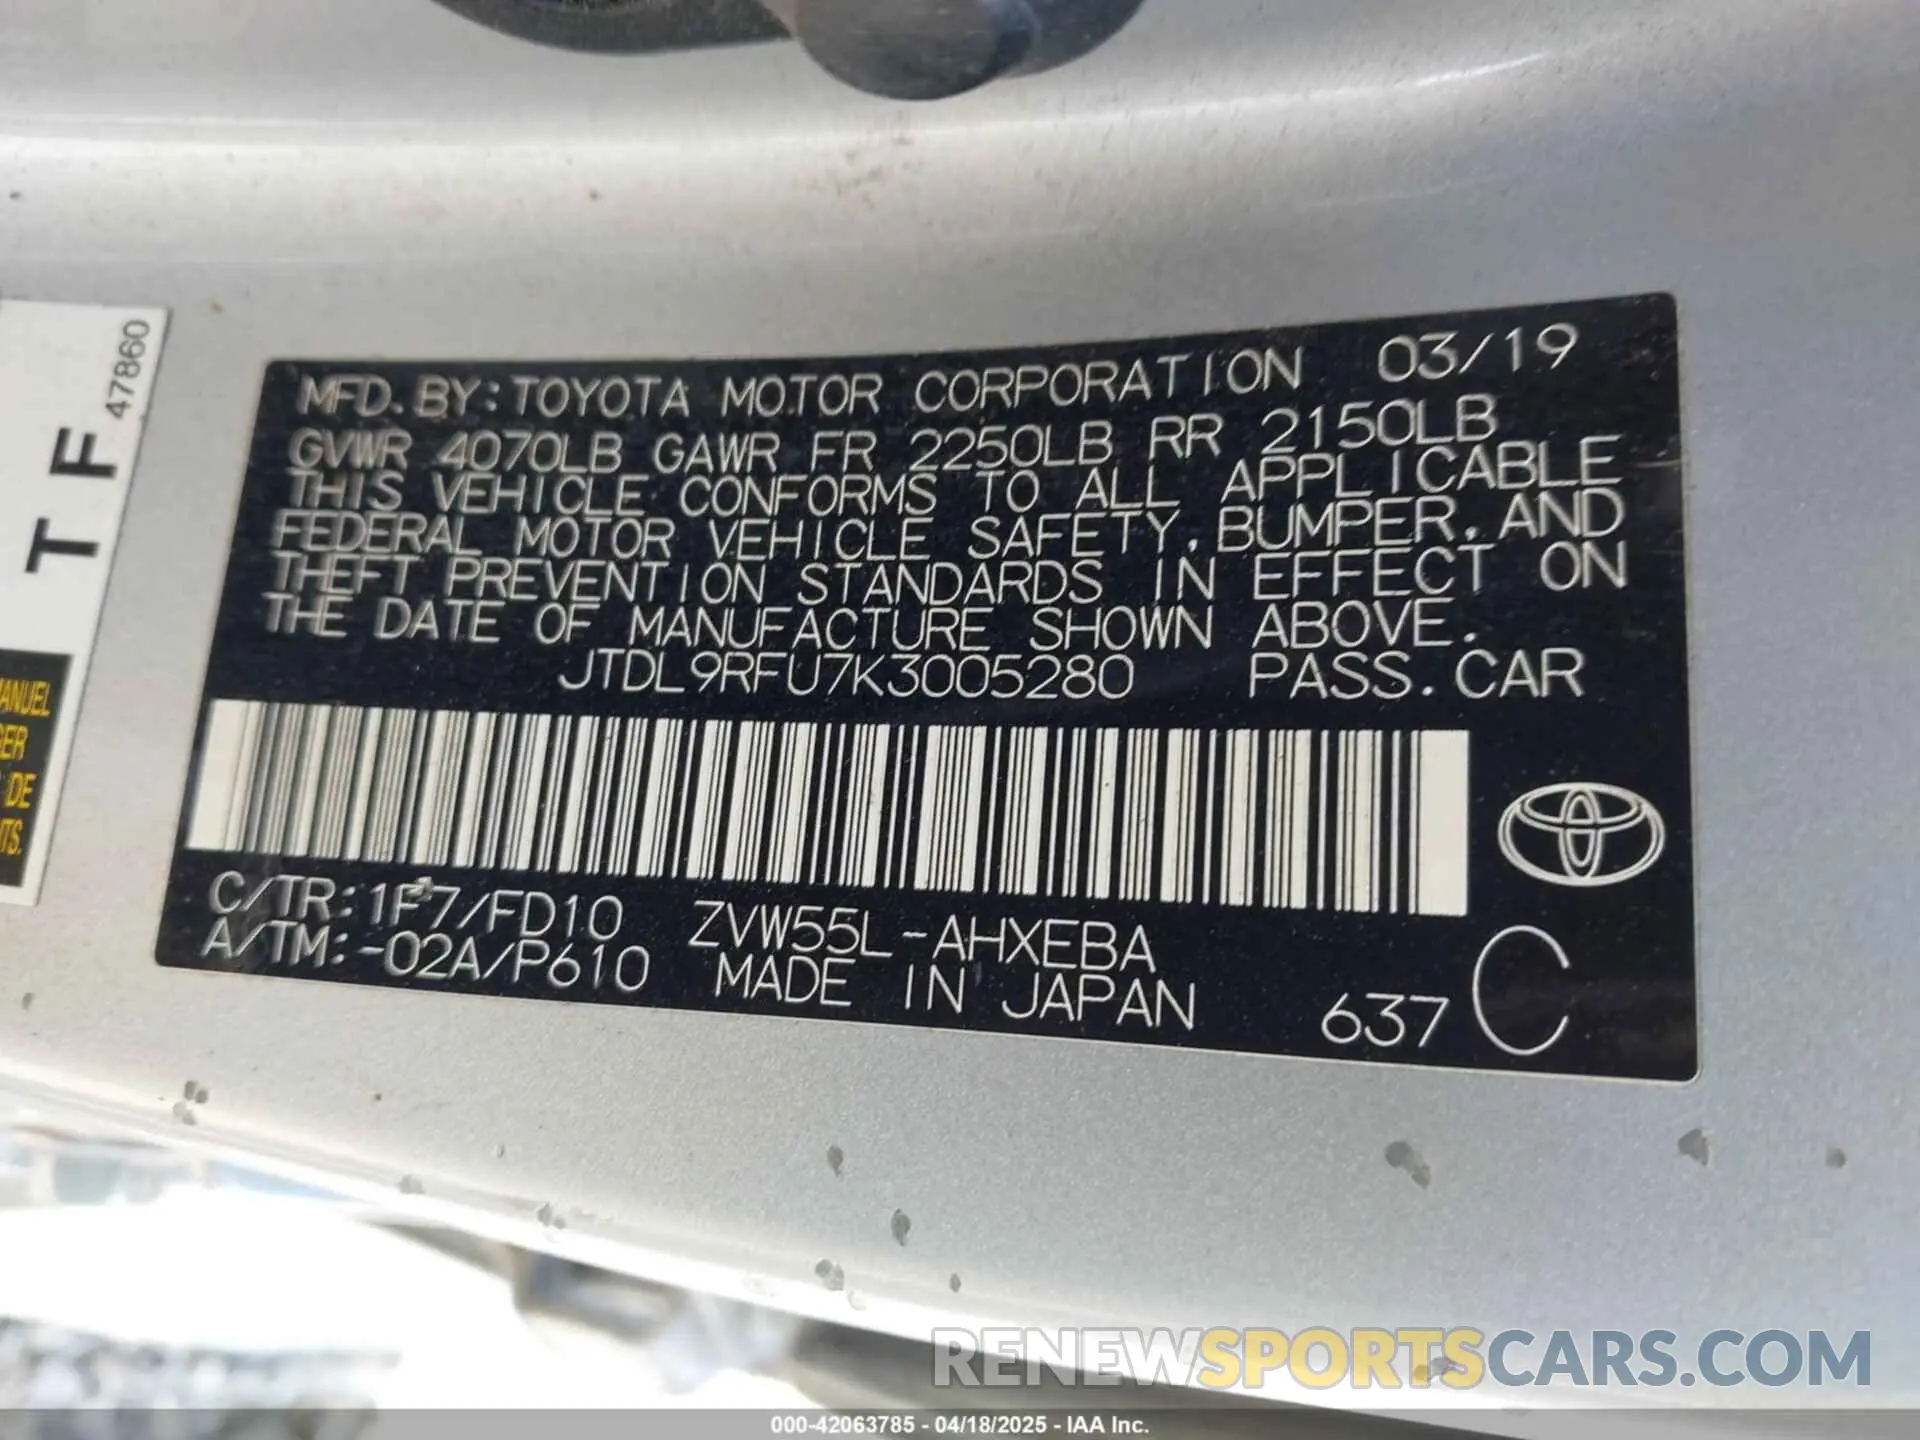 MFD. BY: TOYOTA MOTOR CORPORATION 03/19
GVWR 4070LB GAWR FR 2250LB RR 2150LB
THIS VEHICLE CONFORMS TO ALL APPLICABLE
FEDERAL MOTOR VEHICLE SAFETY, BUMPER, AND
THEFT PREVENTION STANDARDS IN EFFECT ON
THE DATE OF MANUFACTURE SHOWN ABOVE.
JTDL9RFU7K3005280 PASS. CAR
C/TR: 1F7/FD10 ZVW55L-AHXEBA
A/TM: -02A/P610 MADE IN JAPAN 637 C
T F
47860
DE
RENEWSPORTSCARS.COM
000-42063785 - 04/18/2025 - IAA Inc.